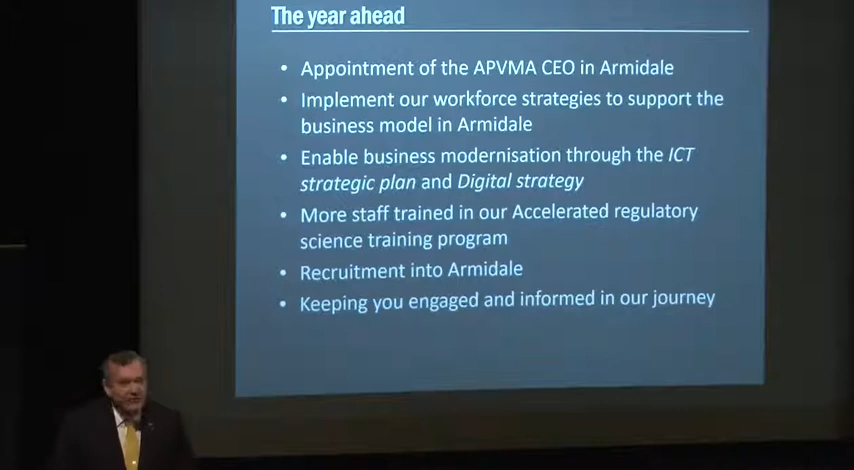 The year ahead
• Appointment of the APVMA CEO in Armidale
• Implement our workforce strategies to support the
business model in Armidale
• Enable business modernisation through the ICT
strategic plan and Digital strategy
• More staff trained in our Accelerated regulatory
science training program
• Recruitment into Armidale
• Keeping you engaged and informed in our journey